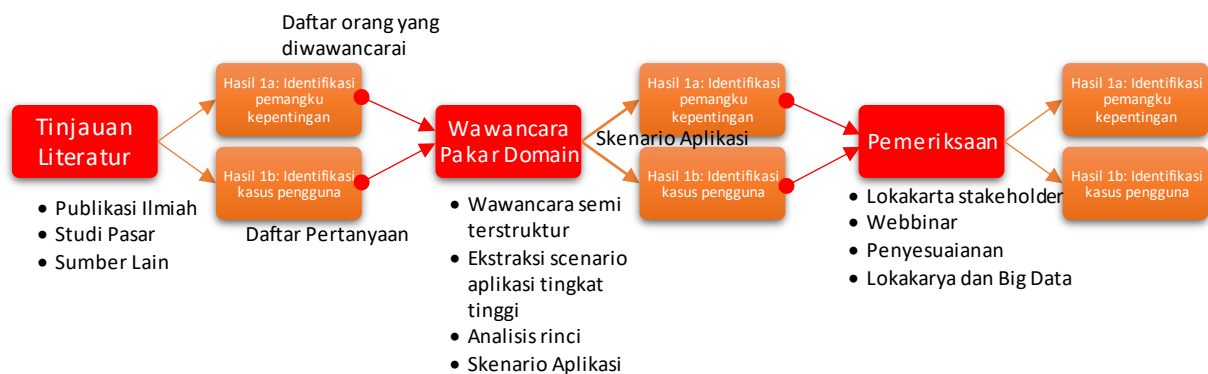 Daftar orang yang
diwawancarai
Tinjauan
Literatur
Hasil 1a: Identifikasi
pemangku
kepentingan
Hasil 1b: Identifikasi
kasus pengguna
Daftar Pertanyaan
• Publikasi Ilmiah
• Studi Pasar
• Sumber Lain
Wawancara
Pakar Domain
• Wawancara semi
terstruktur
• Ekstraksi scenario
aplikasi tingkat
tinggi
• Analisis rinci
• Skenario Aplikasi
Hasil 1a: Identifikasi
pemangku
kepentingan
Skenario Aplikasi
Hasil 1b: Identifikasi
kasus pengguna
Pemeriksaan
• Lokakarta stakeholder
• Webbinar
• Penyesuaianan
• Lokakarya dan Big Data
Hasil 1a: Identifikasi
pemangku
kepentingan
Hasil 1b: Identifikasi
kasus pengguna